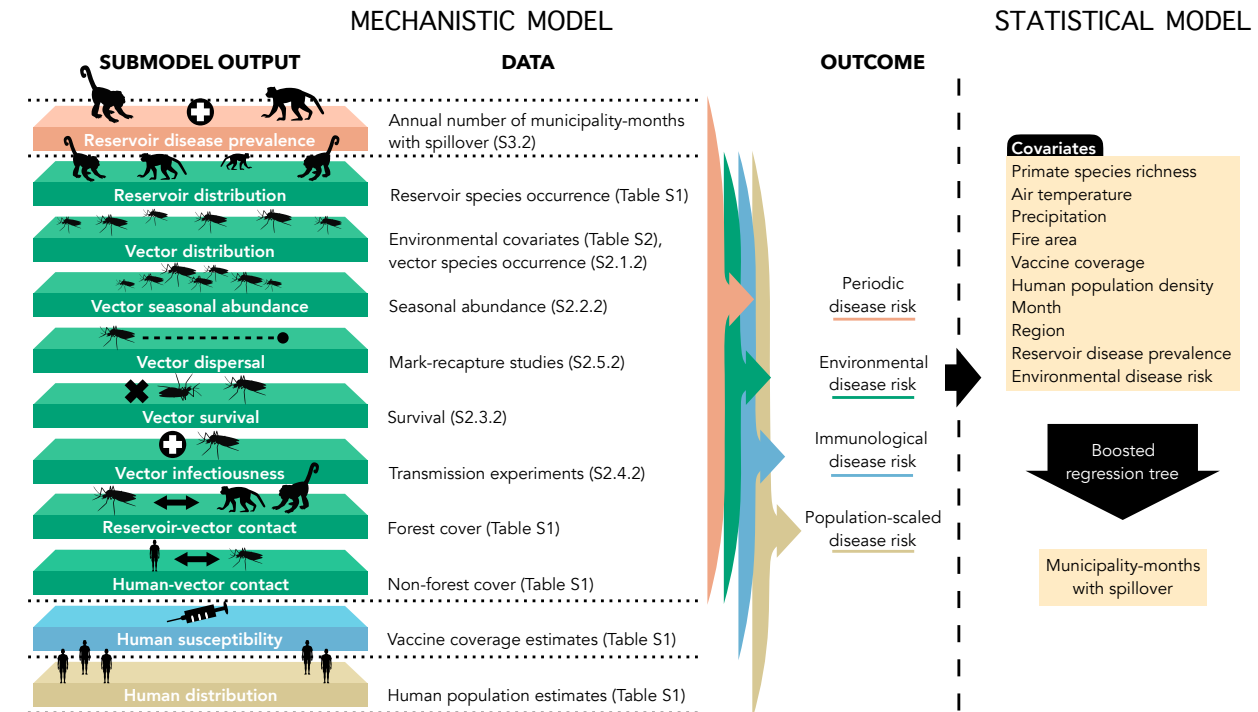 MECHANISTIC MODEL
STATISTICAL MODEL
SUBMODEL OUTPUT
DATA
OUTCOME
Reservoir disease prevalence
Annual number of municipality-months
with spillover (S3.2)
Reservoir distribution
Reservoir species occurrence (Table S1)
Vector distribution
Environmental covariates (Table S2),
vector species occurrence (S2.1.2)
Vector seasonal abundance
Seasonal abundance (S2.2.2)
Vector dispersal
Mark-recapture studies (S2.5.2)
Vector survival
Survival (S2.3.2)
Vector infectiousness
Transmission experiments (S2.4.2)
Reservoir-vector contact
Forest cover (Table S1)
Human-vector contact
Non-forest cover (Table S1)
Human susceptibility
Vaccine coverage estimates (Table S1)
Human distribution
Human population estimates (Table S1)
Periodic
disease risk
Environmental
disease risk
Immunological
disease risk
Population-scaled
disease risk
Covariates
Primate species richness
Air temperature
Precipitation
Fire area
Vaccine coverage
Human population density
Month
Region
Reservoir disease prevalence
Environmental disease risk
Boosted
regression tree
Municipality-months
with spillover